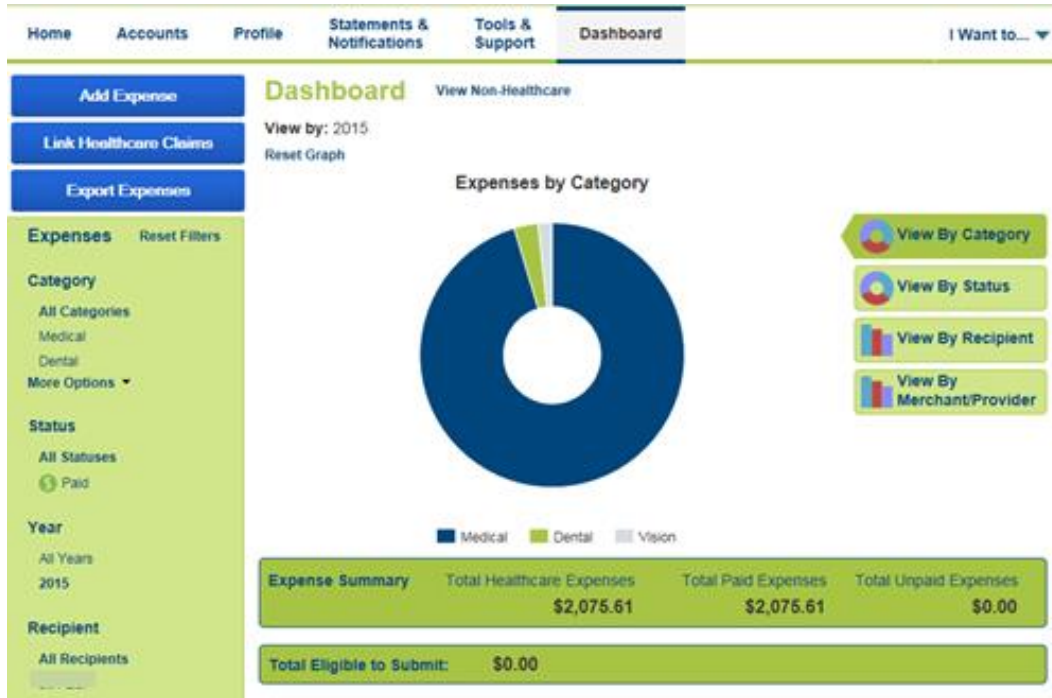 Home Accounts Profile Statements & Notifications Tools & Support Dashboard I Want to...
Add Expense
Link Healthcare Claims
Export Expenses
Expenses Reset Filters
Category
All Categories
Medical
Dental
More Options
Status
All Statuses
Paid
Year
All Years
2015
Recipient
All Recipients
Dashboard View Non-Healthcare
View by: 2015
Reset Graph
Expenses by Category
View By Category
View By Status
View By Recipient
View By
Merchant/Provider
Medical Dental Vision
Expense Summary Total Healthcare Expenses Total Paid Expenses Total Unpaid Expenses
$2,075.61 $2,075.61 $0.00
Total Eligible to Submit: $0.00